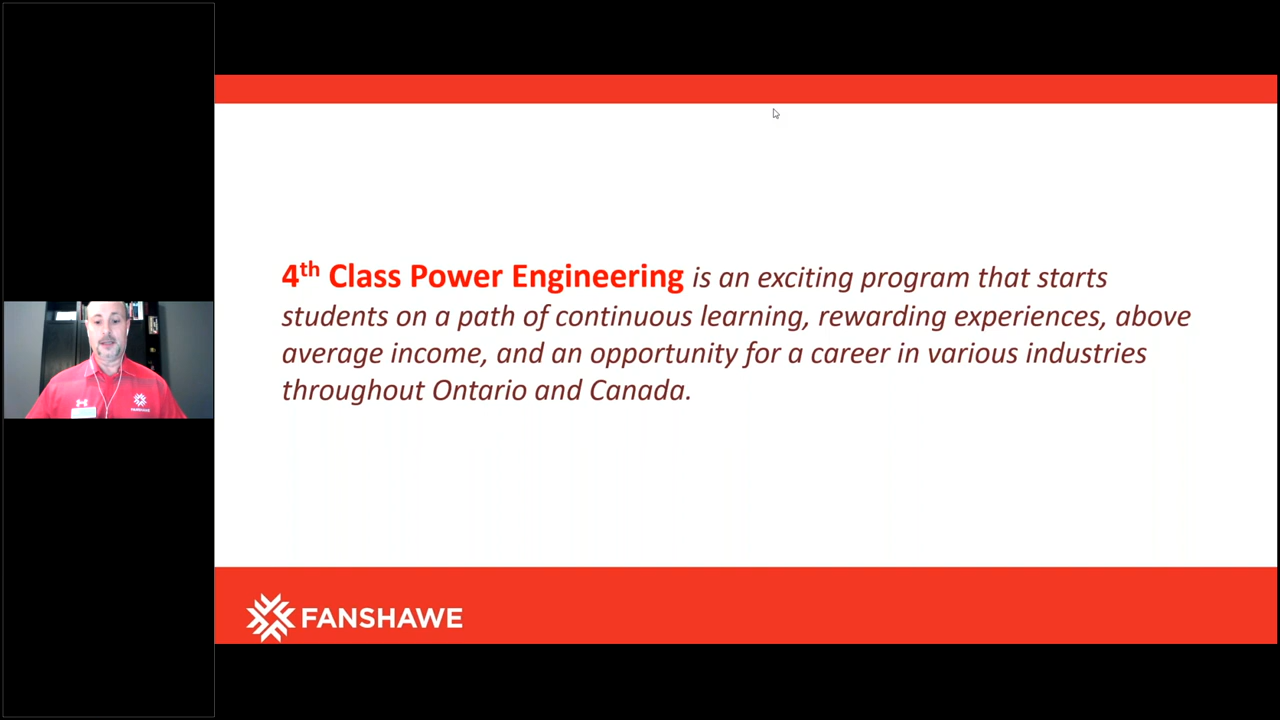 4th Class Power Engineering is an exciting program that starts
students on a path of continuous learning, rewarding experiences, above
average income, and an opportunity for a career in various industries
throughout Ontario and Canada.
FANSHAWE